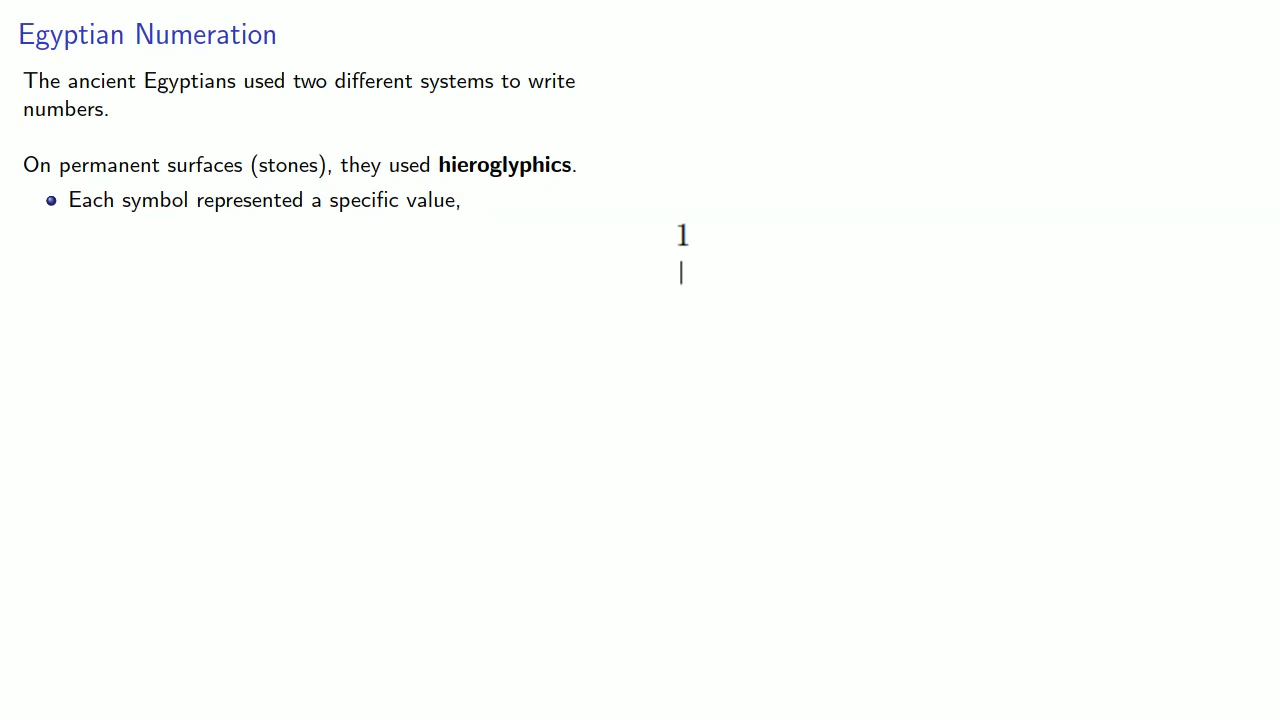 Egyptian Numeration
The ancient Egyptians used two different systems to write
numbers.
On permanent surfaces (stones), they used hieroglyphics.
Each symbol represented a specific value,
1
|